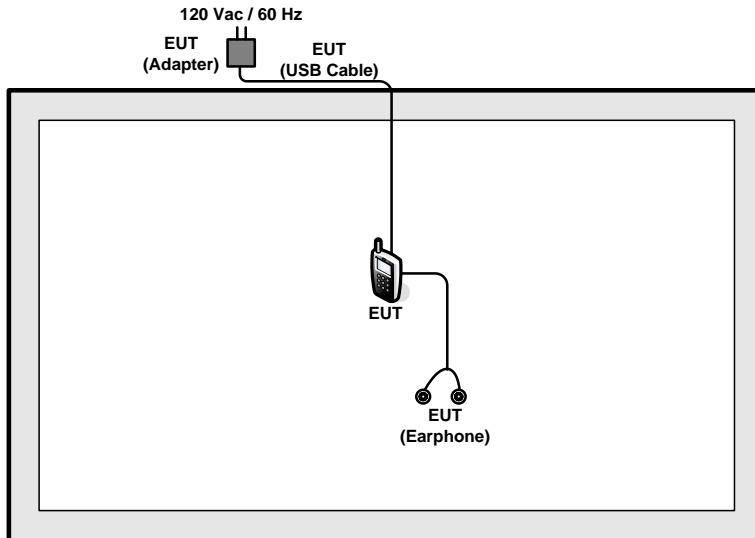 120 Vac / 60 Hz
EUT
(Adapter)
EUT
(USB Cable)
EUT
EUT
(Earphone)